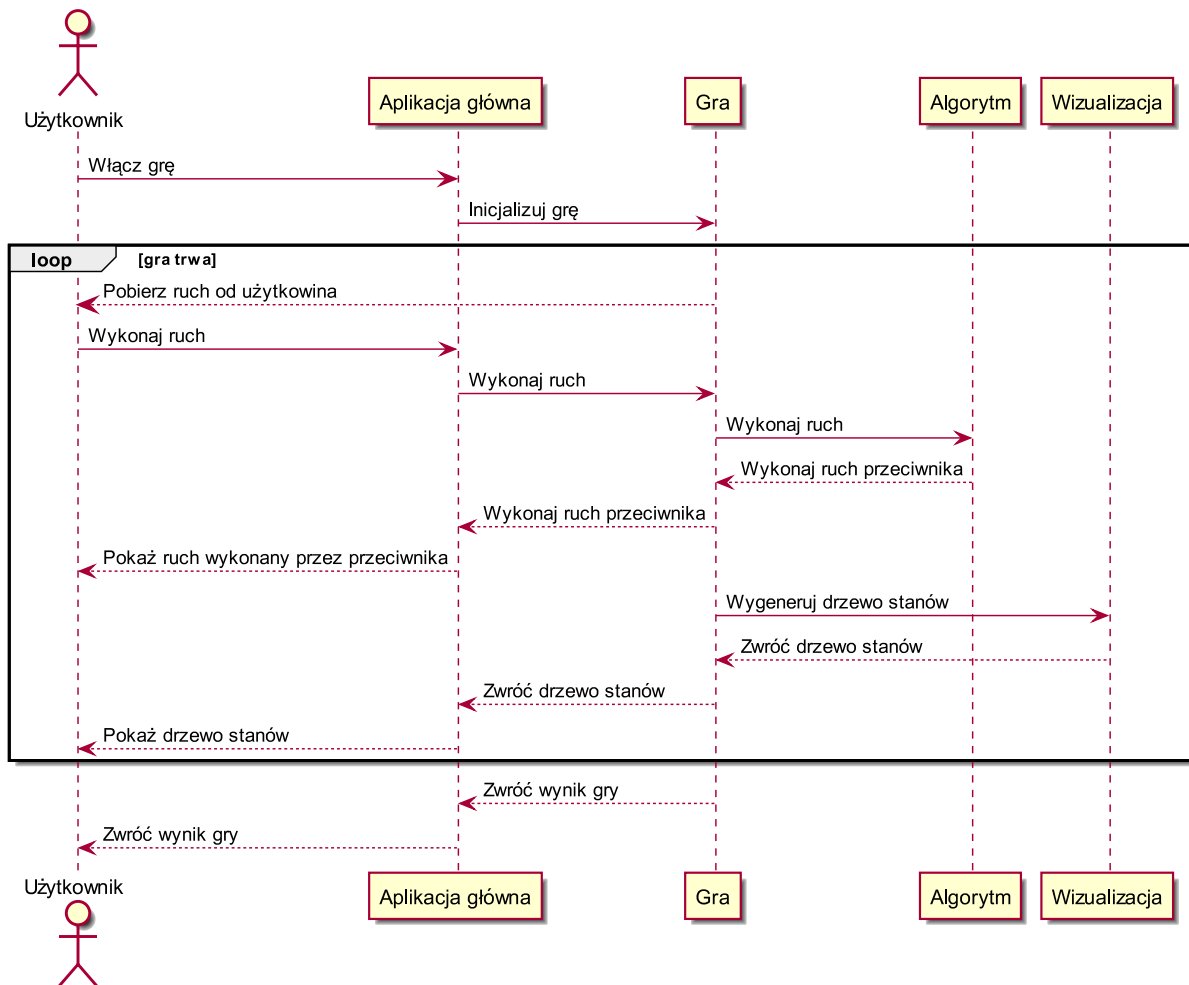 Użytkownik
Aplikacja główna
Gra
Algorytm
Wizualizacja
Włącz grę
Inicjalizuj grę
loop [gra trwa]
Pobierz ruch od użytkowina
Wykonaj ruch
Wykonaj ruch
Wykonaj ruch
Wykonaj ruch przeciwnika
Wykonaj ruch przeciwnika
Pokaż ruch wykonany przez przeciwnika
Wygeneruj drzewo stanów
Zwróć drzewo stanów
Zwróć drzewo stanów
Pokaż drzewo stanów
Zwróć wynik gry
Zwróć wynik gry
Użytkownik
Aplikacja główna
Gra
Algorytm
Wizualizacja